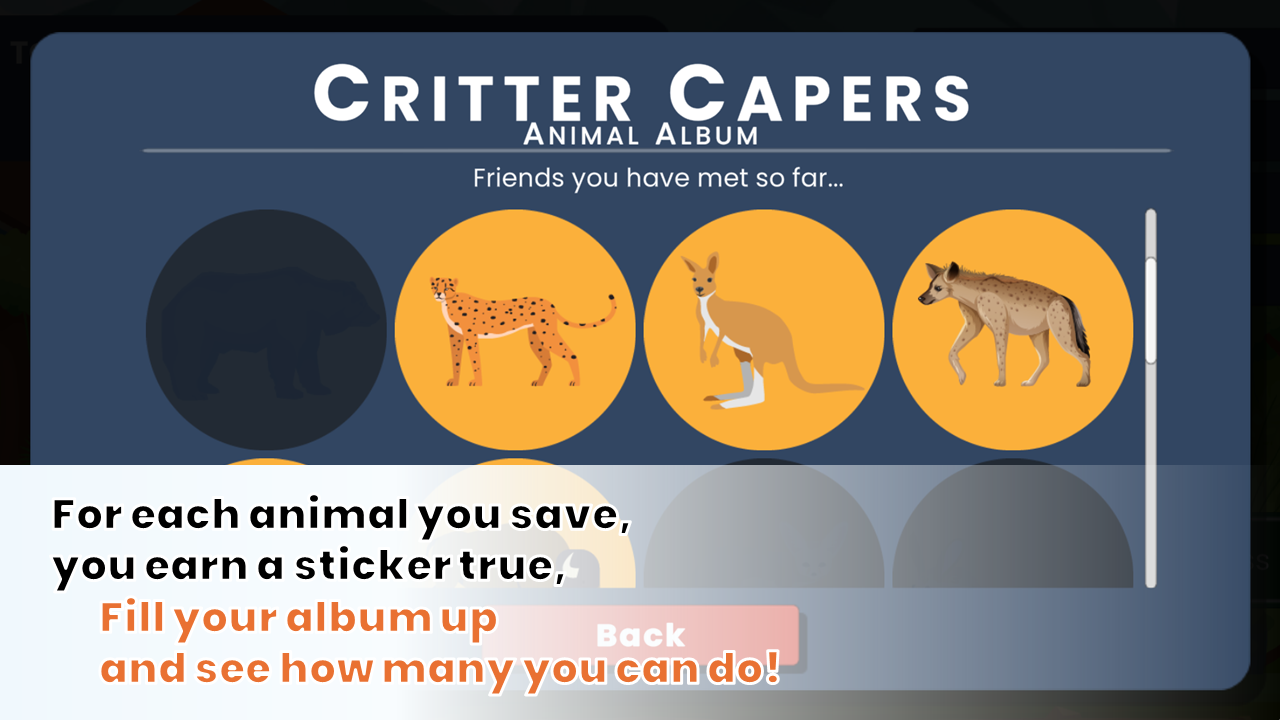 CRITTER CAPERS
ANIMAL ALBUM
Friends you have met so far...
For each animal you save,
you earn a sticker true,
Fill your album up
Back
and see how many you can do!